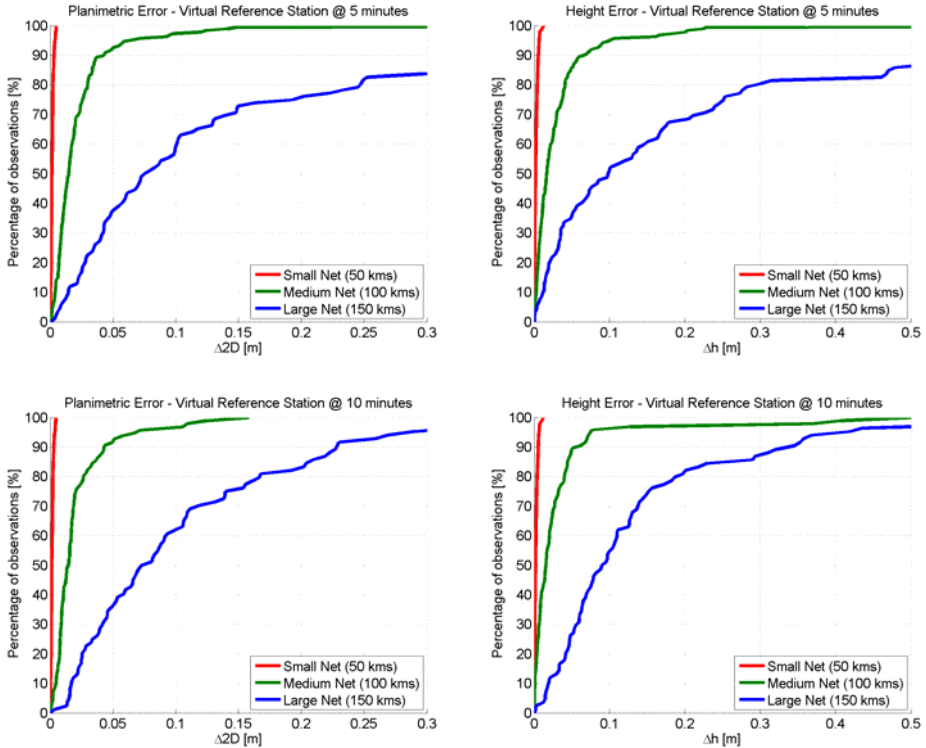 Planimetric Error - Virtual Reference Station @ 5 minutes
Percentage of observations [%]
100
90
80
70
60
50
40
30
20
10
0
Small Net (50 kms)
Medium Net (100 kms)
Large Net (150 kms)
0 0.05 0.1 0.15 0.2 0.25 0.3
Δ2D [m]
Height Error - Virtual Reference Station @ 5 minutes
Percentage of observations [%]
100
90
80
70
60
50
40
30
20
10
0
Small Net (50 kms)
Medium Net (100 kms)
Large Net (150 kms)
0 0.1 0.2 0.3 0.4 0.5
Δh [m]
Planimetric Error - Virtual Reference Station @ 10 minutes
Percentage of observations [%]
100
90
80
70
60
50
40
30
20
10
0
Small Net (50 kms)
Medium Net (100 kms)
Large Net (150 kms)
0 0.05 0.1 0.15 0.2 0.25 0.3
Δ2D [m]
Height Error - Virtual Reference Station @ 10 minutes
Percentage of observations [%]
100
90
80
70
60
50
40
30
20
10
0
Small Net (50 kms)
Medium Net (100 kms)
Large Net (150 kms)
0 0.1 0.2 0.3 0.4 0.5
Δh [m]